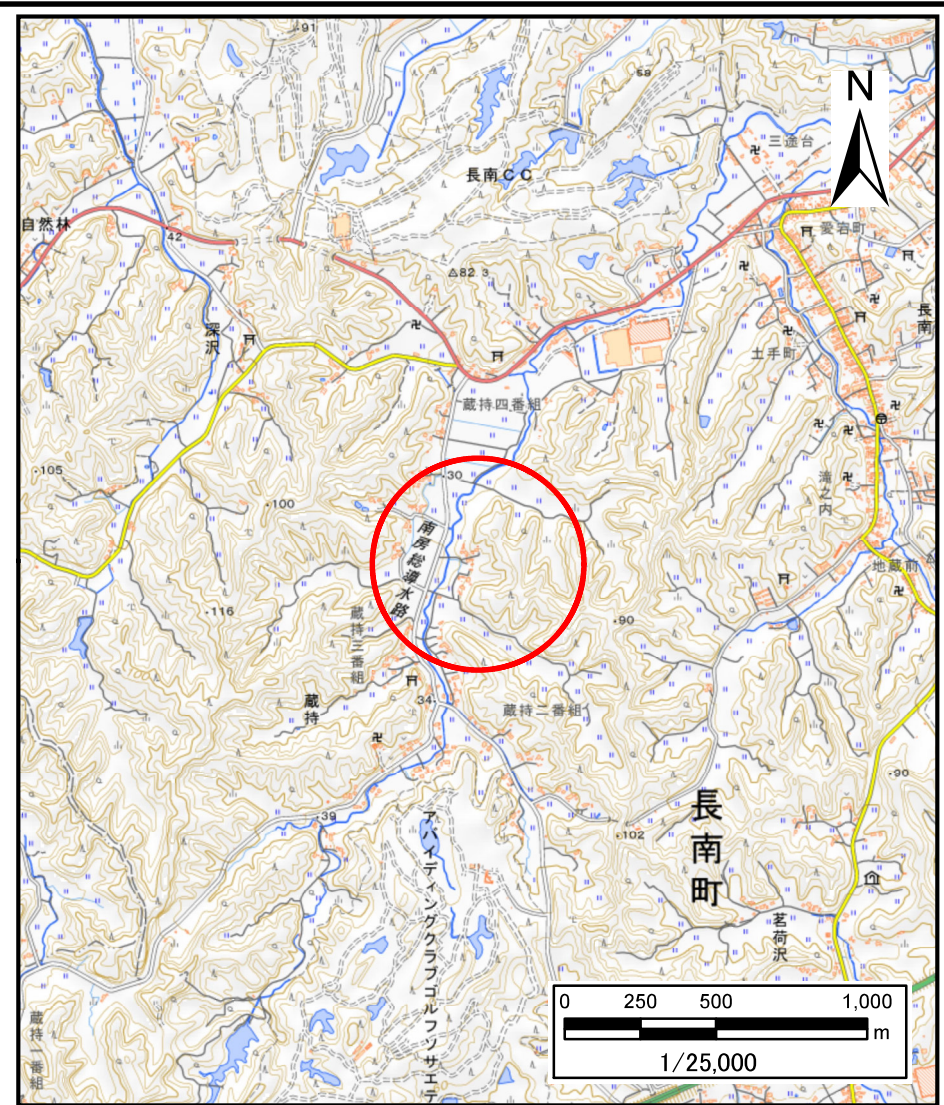 91
58
N
三途台
長南CC
自然林
42
愛宕町
△82.3
長南
深沢
土手町
蔵持四番組
105
30
100
滝之内
南房総導水路
地蔵前
116
90
蔵持三番組
蔵持
34
蔵持二番組
90
長南町
39
102
アバイディングクラブゴルフソサエテ
茗荷沢
蔵持一番組
0 250 500 1,000
m
1/25,000